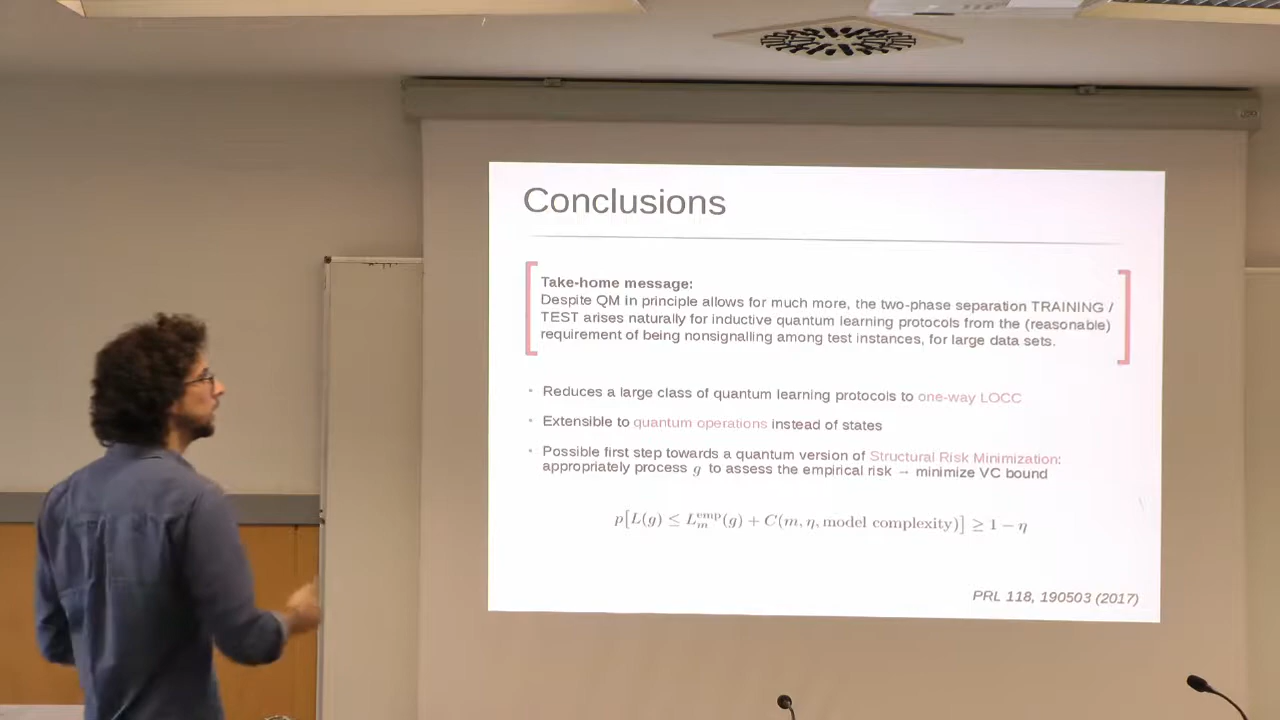 Conclusions
Take-home message:
Despite QM in principle allows for much more, the two-phase separation TRAINING /
TEST arises naturally for inductive quantum learning protocols from the (reasonable)
requirement of being nonsignalling among test instances, for large data sets.
• Reduces a large class of quantum learning protocols to one-way LOCC
• Extensible to quantum operations instead of states
• Possible first step towards a quantum version of Structural Risk Minimization:
appropriately process g to assess the empirical risk → minimize VC bound
p[L(g) ≤ L_m^emp(g) + C(m, η, model complexity)] ≥ 1 − η
PRL 118, 190503 (2017)